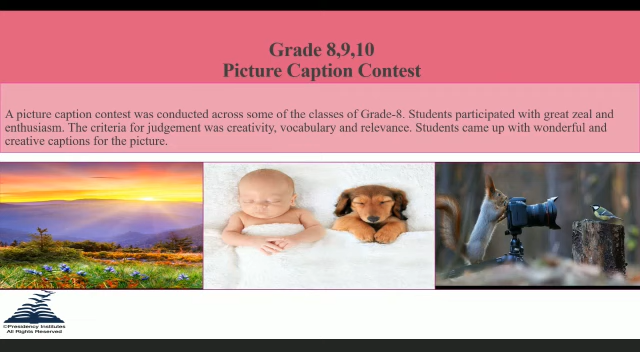 Grade 8,9,10
Picture Caption Contest
A picture caption contest was conducted across some of the classes of Grade-8. Students participated with great zeal and
enthusiasm. The criteria for judgement was creativity, vocabulary and relevance. Students came up with wonderful and
creative captions for the picture.
©Presidency Institutes
All Rights Reserved